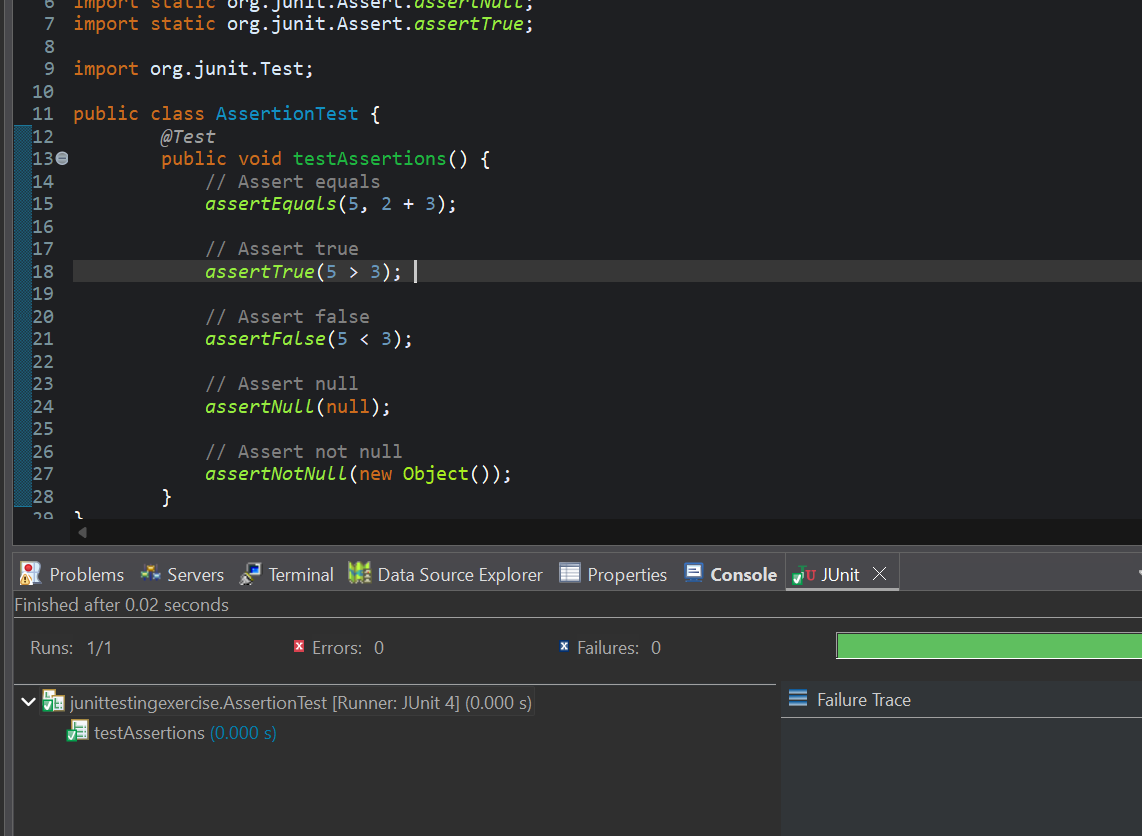 6 import static org.junit.Assert.assertNull;
7 import static org.junit.Assert.assertTrue;
8
9 import org.junit.Test;
10
11 public class AssertionTest {
12 @Test
13 public void testAssertions() {
14 // Assert equals
15 assertEquals(5, 2 + 3);
16
17 // Assert true
18 assertTrue(5 > 3);
19
20 // Assert false
21 assertFalse(5 < 3);
22
23 // Assert null
24 assertNull(null);
25
26 // Assert not null
27 assertNotNull(new Object());
28 }
29 }
Problems Servers Terminal Data Source Explorer Properties Console JUnit
Finished after 0.02 seconds
Runs: 1/1 Errors: 0 Failures: 0
junittestingexercise.AssertionTest [Runner: JUnit 4] (0.000 s)
testAssertions (0.000 s)
Failure Trace